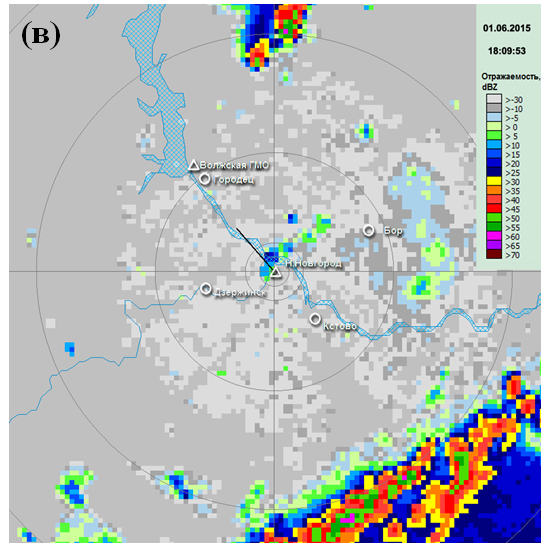 (в)
01.06.2015
18:09:53
Отражаемость,
dBZ
>-30
>-10
>-5
> 0
> 5
>10
>15
>20
>25
>30
>35
>40
>45
>50
>55
>60
>65
>70
Волжская ГМО
Городец
Бор
Н.Новгород
Дзержинск
Кстово